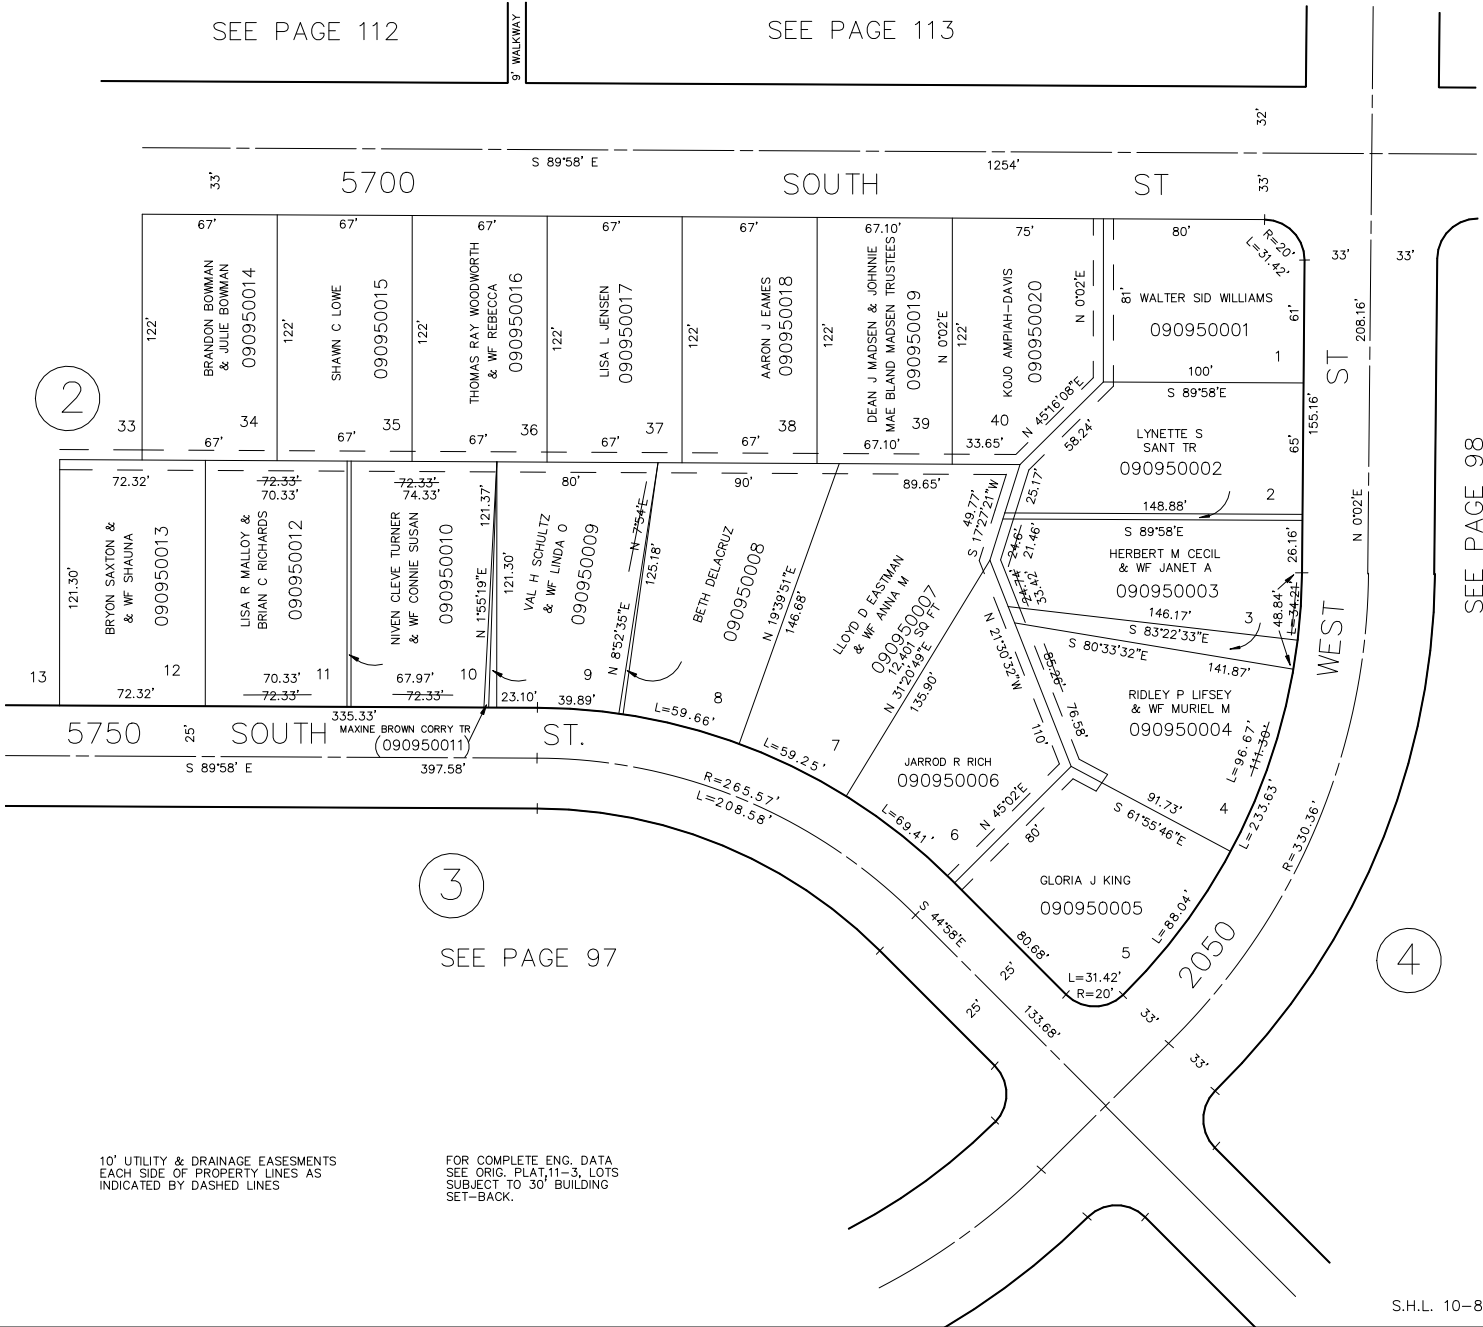 SEE PAGE 112
9' WALKWAY
SEE PAGE 113
32'
S 89°58' E
1254'
33'
5700
SOUTH
ST
33'
67'
67'
67'
67'
67'
67.10'
75'
80'
R=20'
L=31.42'
33'
33'
122'
BRANDON BOWMAN
& JULIE BOWMAN
090950014
34
67'
122'
SHAWN C LOWE
090950015
35
67'
122'
THOMAS RAY WOODWORTH
& WF REBECCA
090950016
36
67'
122'
LISA L JENSEN
090950017
37
67'
122'
AARON J EAMES
090950018
38
67'
122'
DEAN J MADSEN & JOHNNIE
MAE BLAND MADSEN TRUSTEES
090950019
N 0°02'E
39
67.10'
122'
KOJO AMPIAH-DAVIS
090950020
40
33.65'
N 0°02'E
N 45°16'08"E
58.24'
81'
WALTER SID WILLIAMS
090950001
61'
1
100'
S 89°58'E
208.16'
ST
155.16'
LYNETTE S
SANT TR
090950002
65'
2
148.88'
25.17'
S 89°58'E
HERBERT M CECIL
& WF JANET A
090950003
26.16'
N 0°02'E
146.17'
3
S 83°22'33"E
48.84'
L=34.21'
S 80°33'32"E
141.87'
SEE PAGE 98
2
33
72.32'
121.30'
BRYON SAXTON &
& WF SHAUNA
090950013
12
72.32'
13
72.33'
70.33'
LISA R MALLOY &
BRIAN C RICHARDS
090950012
11
70.33'
72.33'
72.33'
74.33'
NIVEN CLEVE TURNER
& WF CONNIE SUSAN
090950010
10
67.97'
72.33'
121.37'
N 1°55'19"E
121.30'
80'
VAL H SCHULTZ
& WF LINDA O
090950009
9
23.10'
39.89'
N 7°54'E
125.18'
N 8°52'35"E
90'
BETH DELACRUZ
090950008
8
L=59.66'
N 19°39'51"E
146.68'
89.65'
49.77'
S 17°27'21"W
LLOYD D EASTMAN
& WF ANNA M
090950007
12,401 SQ FT
N 31°20'49"E
135.90'
7
L=59.25'
24.6'
21.46'
24.74'
33.42'
N 21°30'32"W
85.26'
76.58'
110'
RIDLEY P LIFSEY
& WF MURIEL M
090950004
L=96.67'
111.30'
4
91.73'
S 61°55'46"E
WEST
5750
25'
SOUTH
335.33'
MAXINE BROWN CORRY TR
(090950011)
ST.
S 89°58' E
397.58'
R=265.57'
L=208.58'
JARROD R RICH
090950006
6
L=69.41'
N 45°02'E
80'
GLORIA J KING
090950005
5
L=88.04'
L=233.63'
R=330.36'
80.68'
L=31.42'
R=20'
S 44°58'E
25'
25'
133.68'
33'
33'
2050
3
SEE PAGE 97
4
10' UTILITY & DRAINAGE EASESMENTS
EACH SIDE OF PROPERTY LINES AS
INDICATED BY DASHED LINES
FOR COMPLETE ENG. DATA
SEE ORIG. PLAT,11-3, LOTS
SUBJECT TO 30' BUILDING
SET-BACK.
S.H.L. 10-8